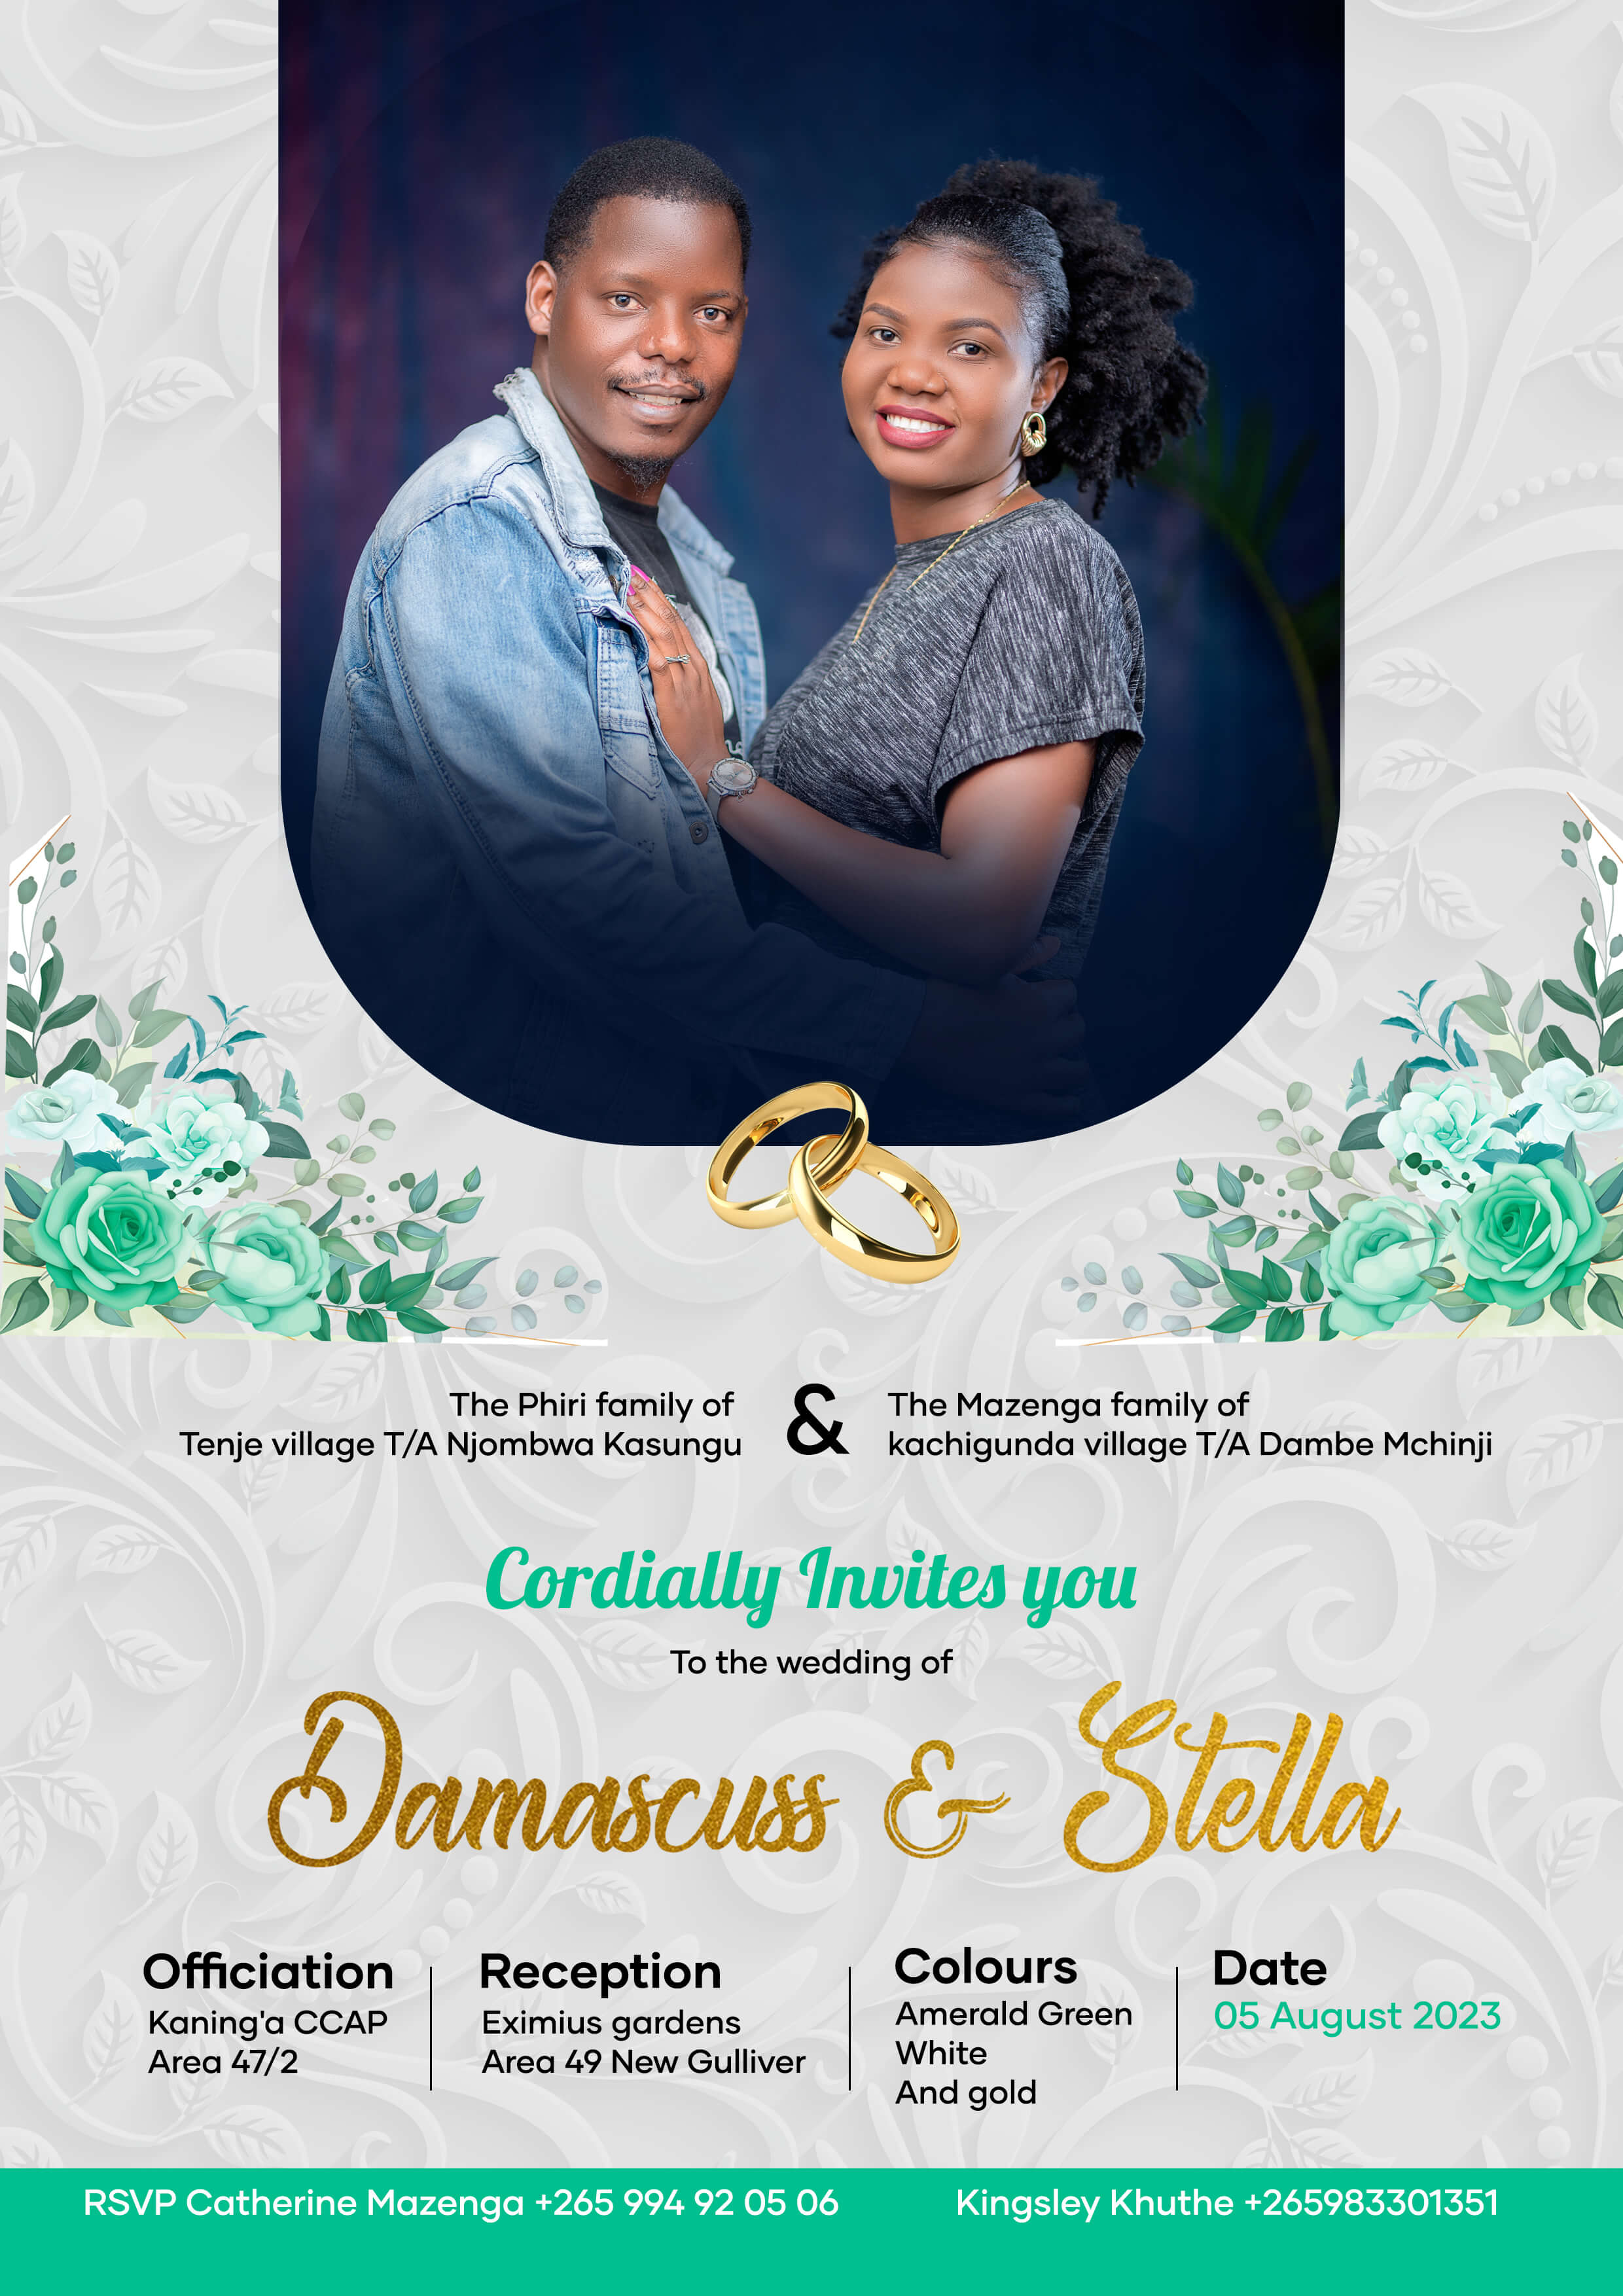 The Phiri family of
Tenje village T/A Njombwa Kasungu
&
The Mazenga family of
kachigunda village T/A Dambe Mchinji
Cordially Invites you
To the wedding of
Damascuss & Stella
Officiation
Kaning'a CCAP
Area 47/2
Reception
Eximius gardens
Area 49 New Gulliver
Colours
Amerald Green
White
And gold
Date
05 August 2023
RSVP Catherine Mazenga +265 994 92 05 06
Kingsley Khuthe +265983301351